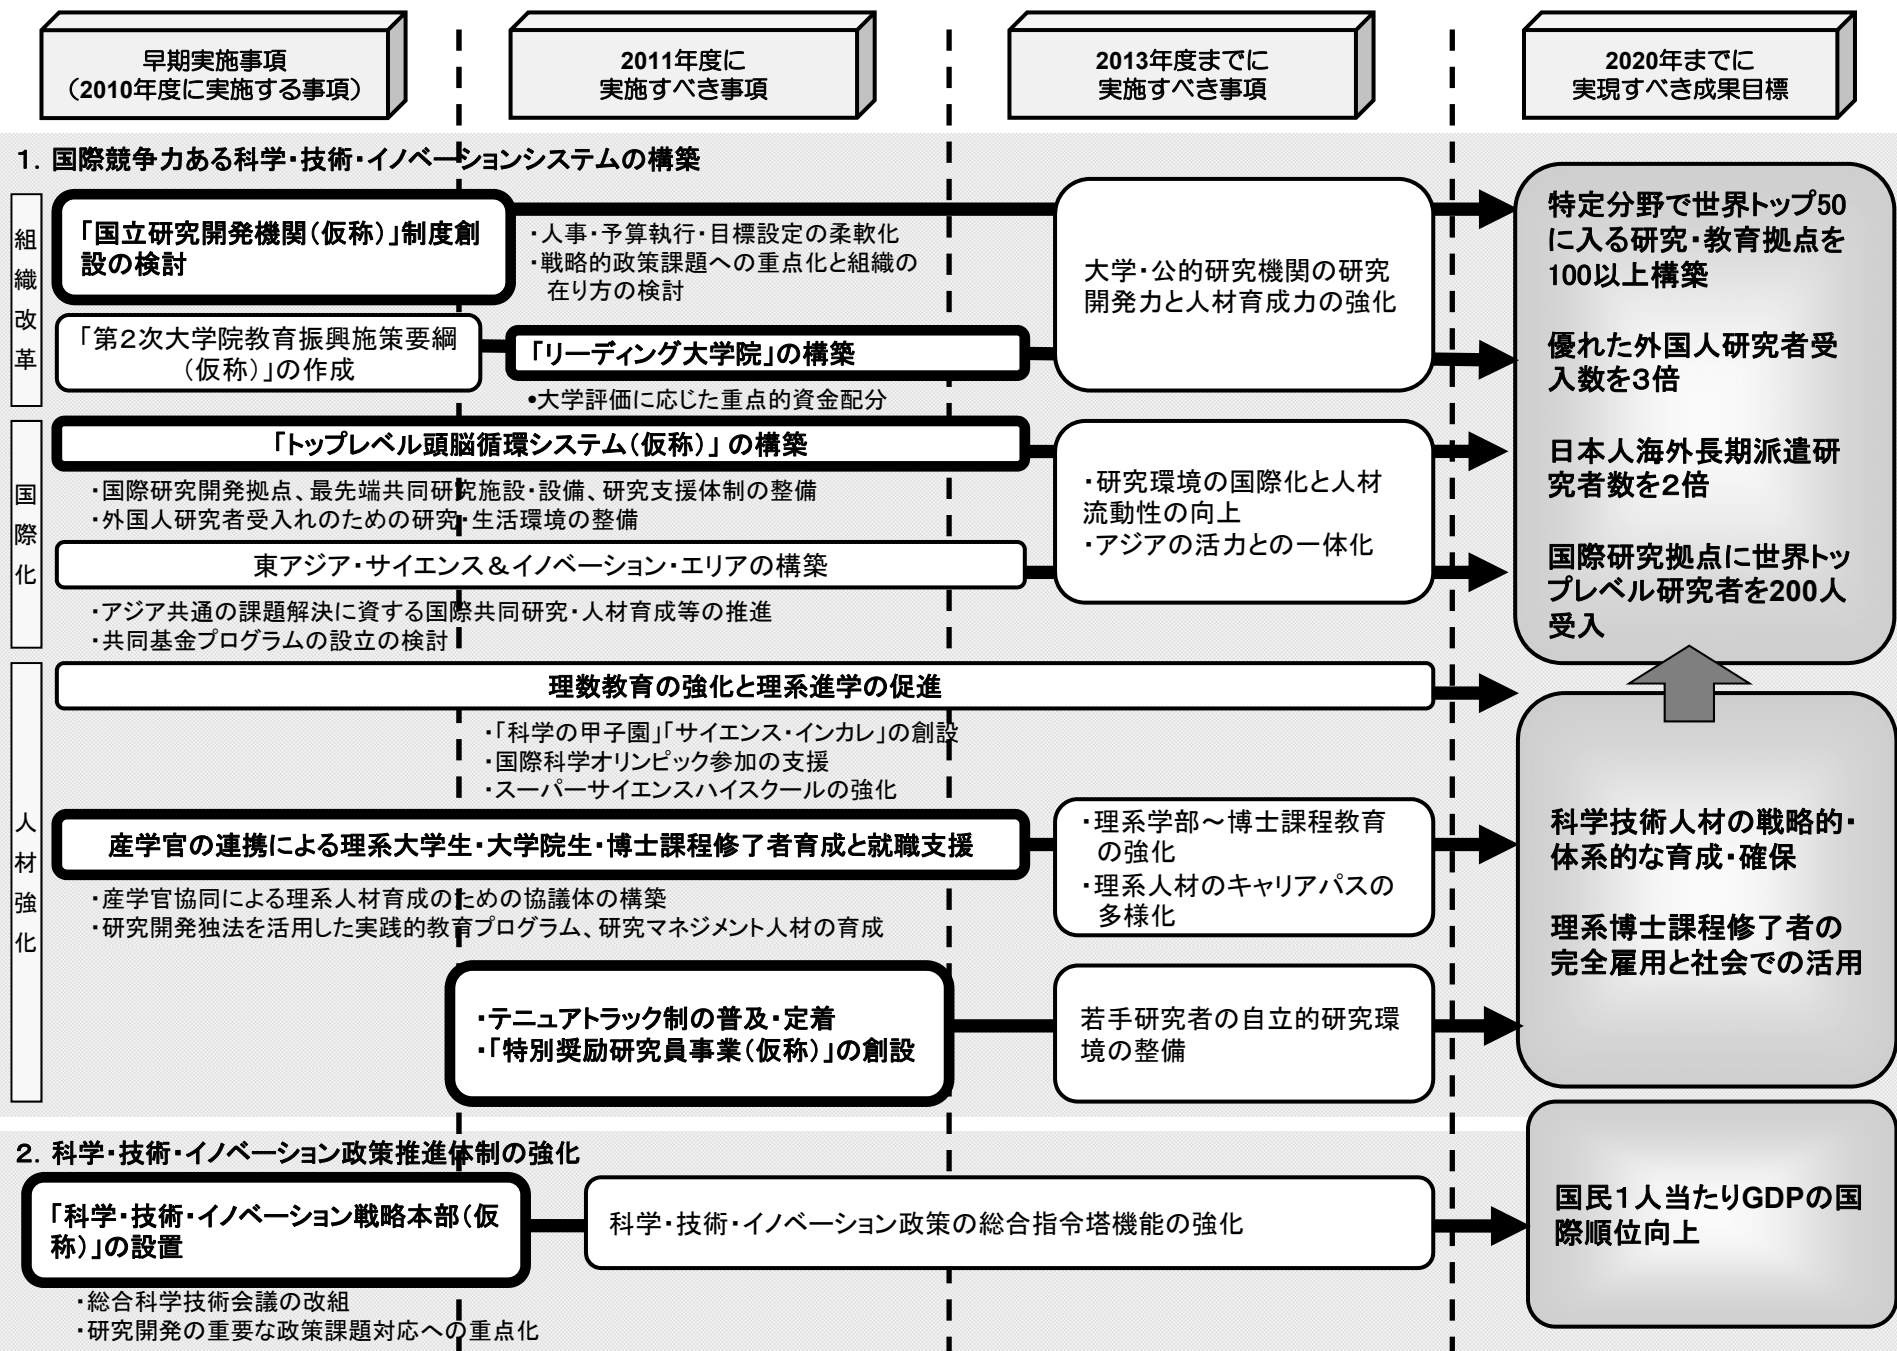 早期実施事項
（2010年度に実施する事項）
2011年度に
実施すべき事項
2013年度までに
実施すべき事項
2020年までに
実現すべき成果目標
１．国際競争力ある科学・技術・イノベーションシステムの構築
組織改革
「国立研究開発機関（仮称）」制度創
設の検討
・人事・予算執行・目標設定の柔軟化
・戦略的政策課題への重点化と組織の
在り方の検討
「第２次大学院教育振興施策要綱
（仮称）」の作成
「リーディング大学院」の構築
•大学評価に応じた重点的資金配分
大学・公的研究機関の研究
開発力と人材育成力の強化
特定分野で世界トップ50
に入る研究・教育拠点を
100以上構築
優れた外国人研究者受
入数を３倍
日本人海外長期派遣研
究者数を２倍
国際研究拠点に世界トッ
プレベル研究者を200人
受入
国際化
「トップレベル頭脳循環システム（仮称）」 の構築
・国際研究開発拠点、最先端共同研究施設・設備、研究支援体制の整備
・外国人研究者受入れのための研究・生活環境の整備
東アジア・サイエンス＆イノベーション・エリアの構築
・アジア共通の課題解決に資する国際共同研究・人材育成等の推進
・共同基金プログラムの設立の検討
・研究環境の国際化と人材
流動性の向上
・アジアの活力との一体化
人材強化
理数教育の強化と理系進学の促進
・「科学の甲子園」「サイエンス・インカレ」の創設
・国際科学オリンピック参加の支援
・スーパーサイエンスハイスクールの強化
産学官の連携による理系大学生・大学院生・博士課程修了者育成と就職支援
・産学官協同による理系人材育成のための協議体の構築
・研究開発独法を活用した実践的教育プログラム、研究マネジメント人材の育成
・理系学部～博士課程教育
の強化
・理系人材のキャリアパスの
多様化
・テニュアトラック制の普及・定着
・「特別奨励研究員事業（仮称）」の創設
若手研究者の自立的研究環
境の整備
科学技術人材の戦略的・
体系的な育成・確保
理系博士課程修了者の
完全雇用と社会での活用
２．科学・技術・イノベーション政策推進体制の強化
「科学・技術・イノベーション戦略本部（仮
称）」の設置
・総合科学技術会議の改組
・研究開発の重要な政策課題対応への重点化
科学・技術・イノベーション政策の総合指令塔機能の強化
国民１人当たりGDPの国
際順位向上